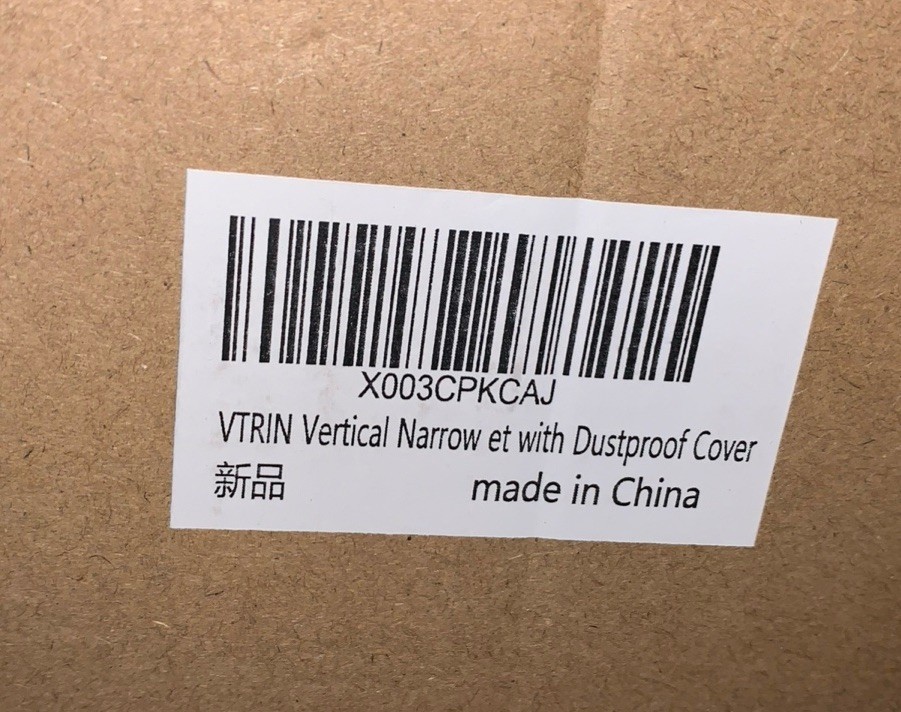 X003CPKCAJ
VTRIN Vertical Narrow et with Dustproof Cover
新品 made in China